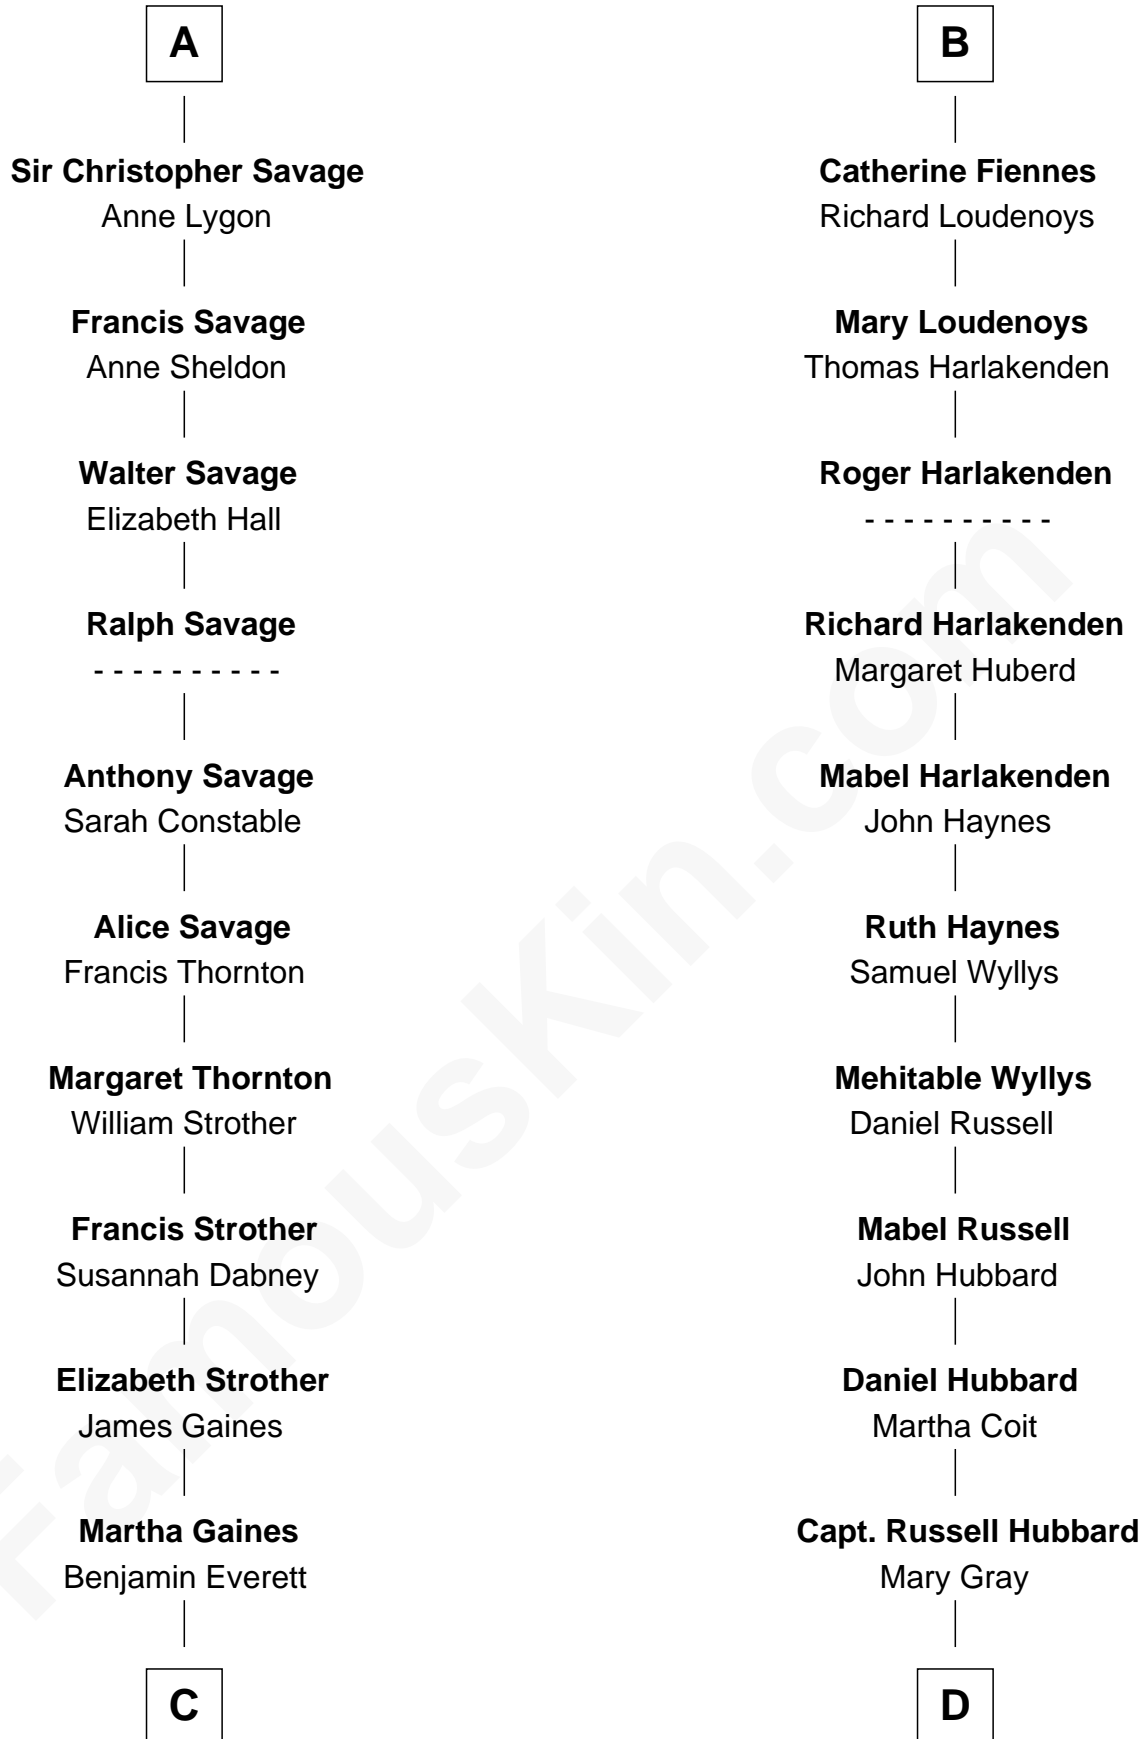 A
Sir Christopher Savage
Anne Lygon
Francis Savage
Anne Sheldon
Walter Savage
Elizabeth Hall
Ralph Savage
- - - - - - - - - -
Anthony Savage
Sarah Constable
Alice Savage
Francis Thornton
Margaret Thornton
William Strother
Francis Strother
Susannah Dabney
Elizabeth Strother
James Gaines
Martha Gaines
Benjamin Everett
C
B
Catherine Fiennes
Richard Loudenoys
Mary Loudenoys
Thomas Harlakenden
Roger Harlakenden
- - - - - - - - - -
Richard Harlakenden
Margaret Huberd
Mabel Harlakenden
John Haynes
Ruth Haynes
Samuel Wyllys
Mehitable Wyllys
Daniel Russell
Mabel Russell
John Hubbard
Daniel Hubbard
Martha Coit
Capt. Russell Hubbard
Mary Gray
D
FamousKin.com